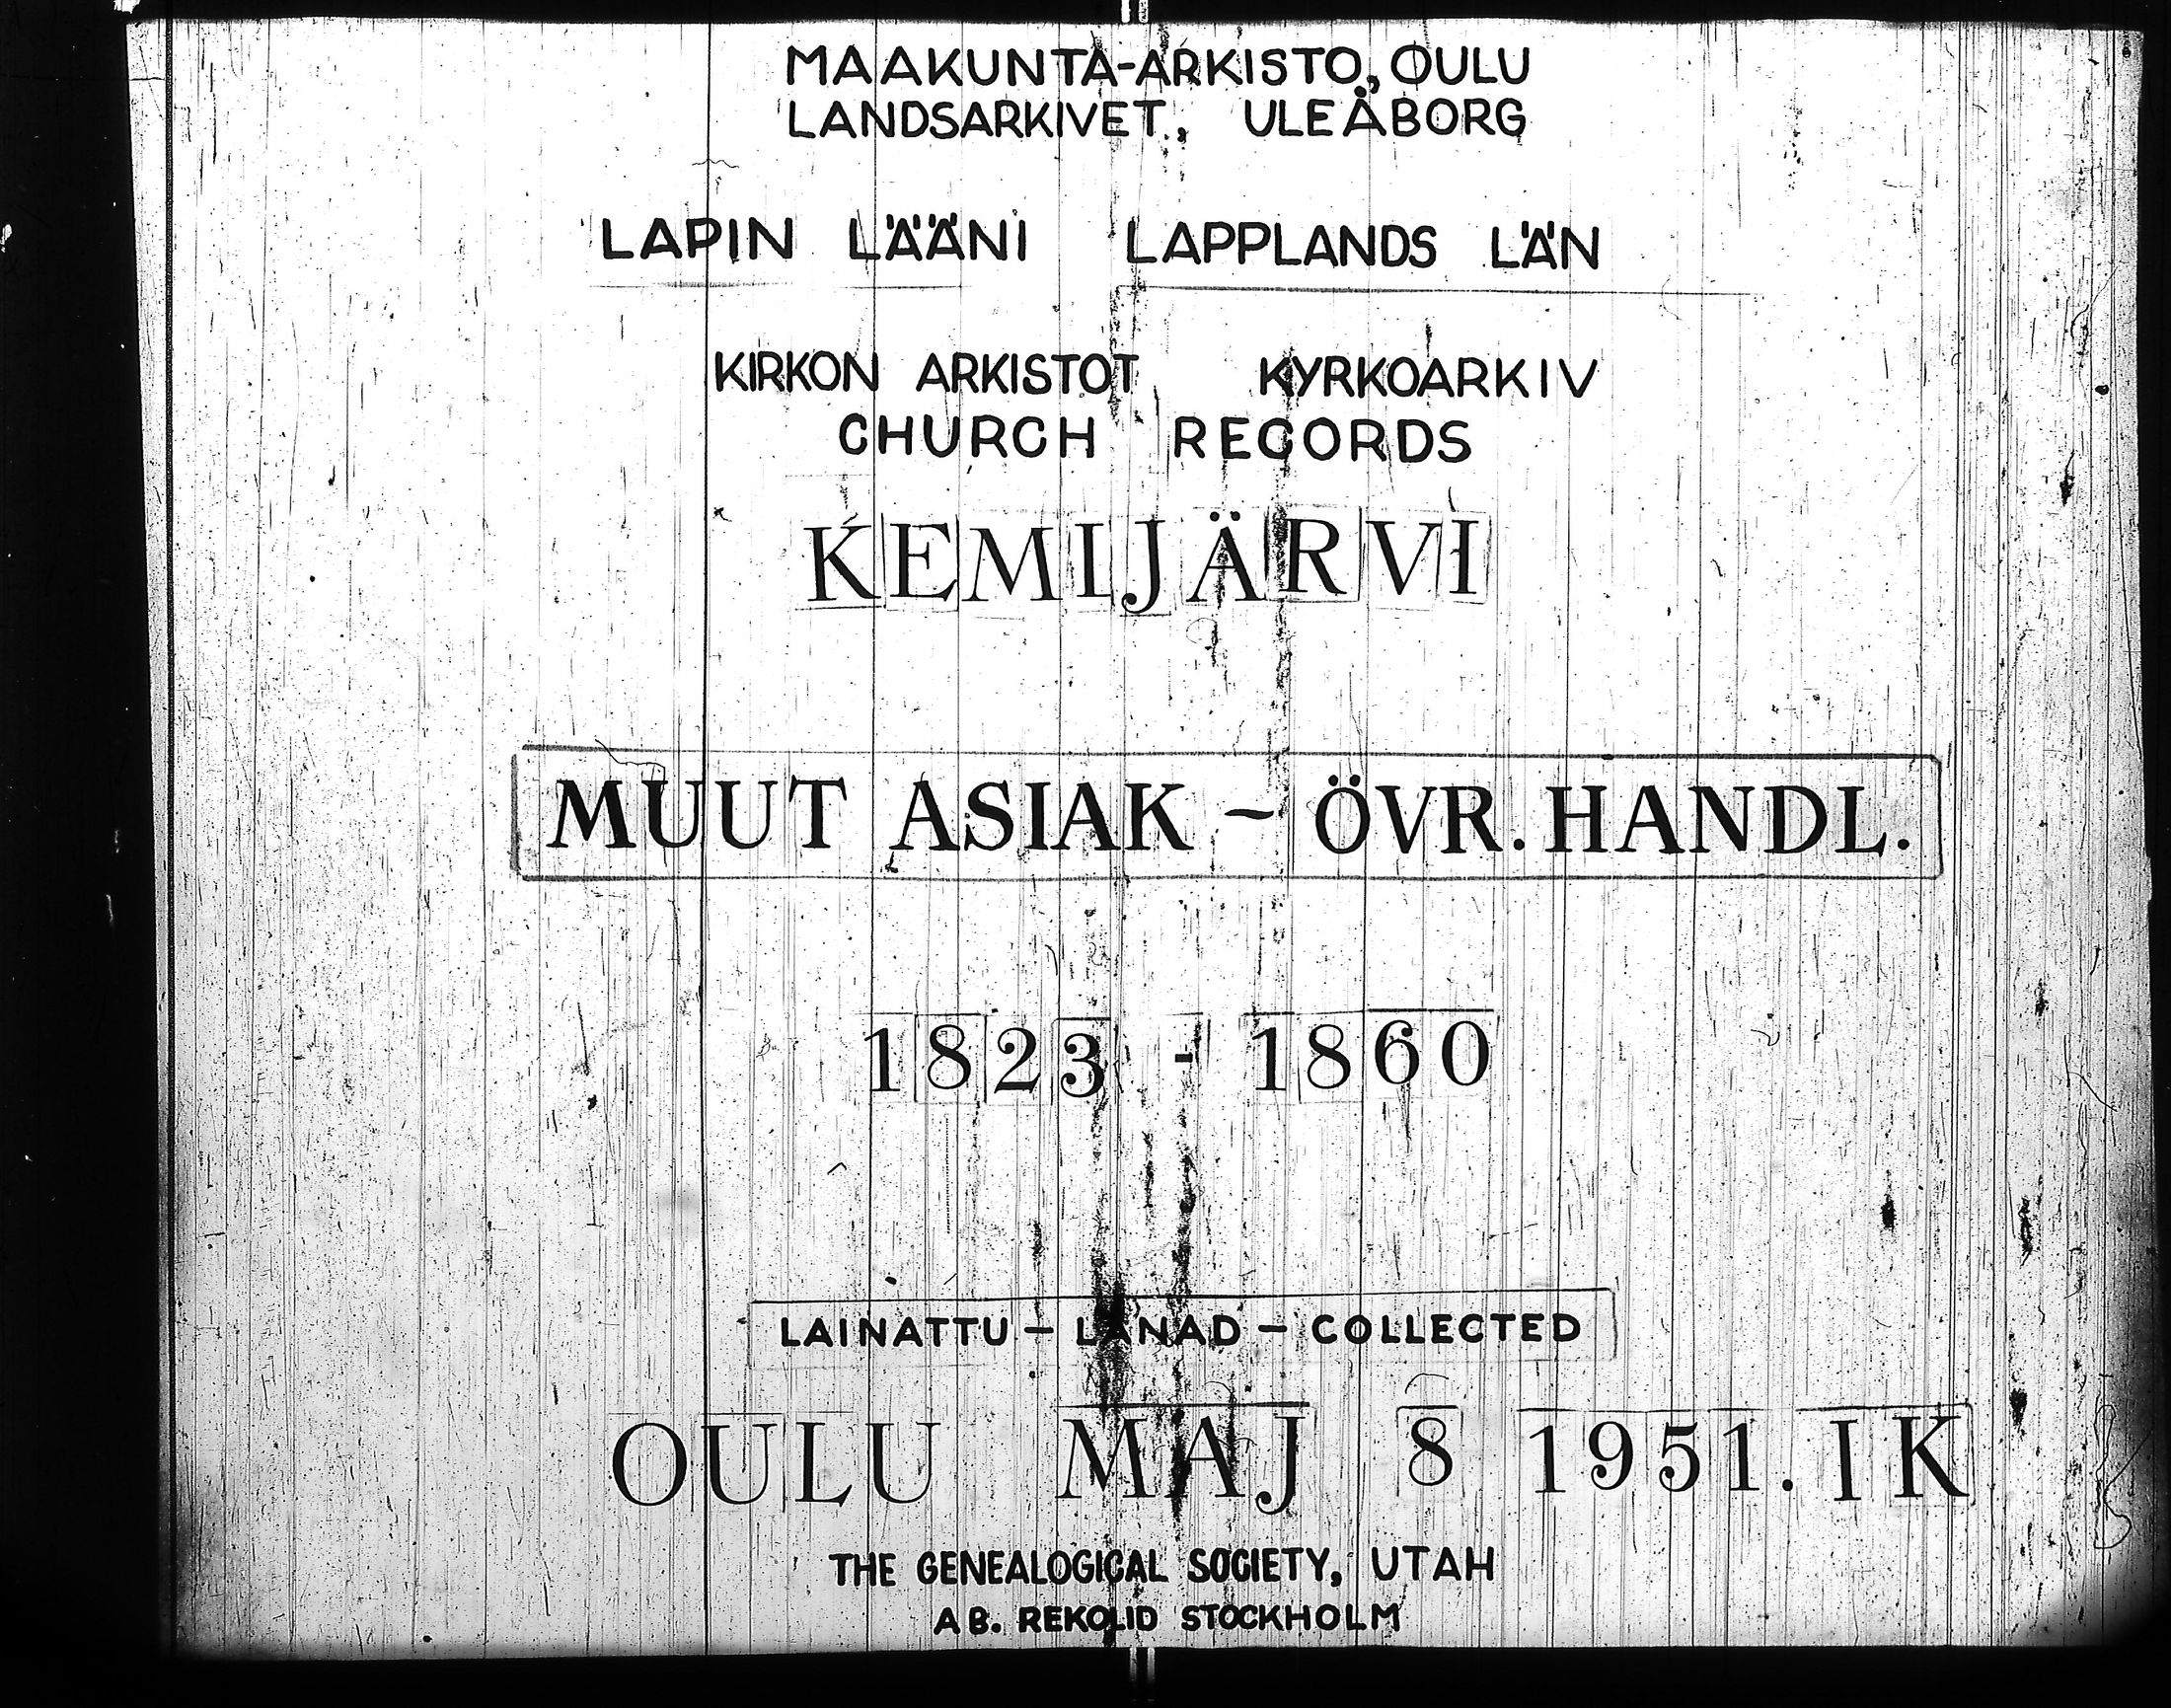 MAAKUNTA-ARKISTO, OULU
LANDSARKIVET, ULEÅBORG
LAPIN LÄÄNI LAPPLANDS LÄN
KIRKON ARKISTOT KYRKOARKIV
CHURCH RECORDS
KEMIJÄRVI
MUUT ASIAK - ÖVR. HANDL.
1823 - 1860
LAINATTU - LÅNAD - COLLECTED
OULU MAJ 8 1951. IK
THE GENEALOGICAL SOCIETY, UTAH
AB. REKOLID STOCKHOLM